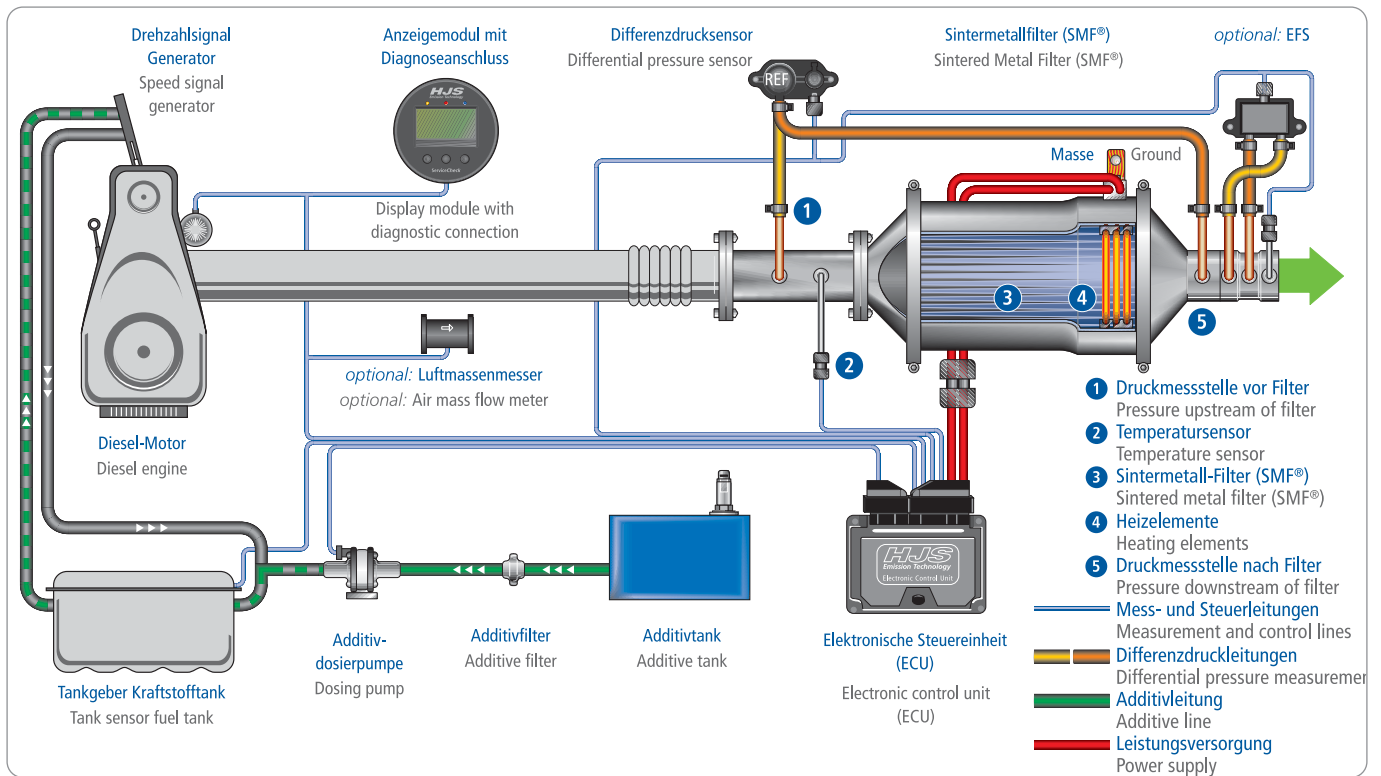 Drehzahlsignal
Generator
Speed signal
generator
Anzeigemodul mit
Diagnoseanschluss
HJS
Emission Technology
ServiceCheck
Display module with
diagnostic connection
Differenzdrucksensor
Differential pressure sensor
REF
Sintermetallfilter (SMF®)
Sintered Metal Filter (SMF®)
optional: EFS
Masse Ground
1
2
3
4
5
optional: Luftmassenmesser
optional: Air mass flow meter
Diesel-Motor
Diesel engine
Tankgeber Kraftstofftank
Tank sensor fuel tank
Additiv-
dosierpumpe
Dosing pump
Additivfilter
Additive filter
Additivtank
Additive tank
HJS
Emission Technology
Electronic Control Unit
Elektronische Steuereinheit
(ECU)
Electronic control unit
(ECU)
1 Druckmessstelle vor Filter
Pressure upstream of filter
2 Temperatursensor
Temperature sensor
3 Sintermetall-Filter (SMF®)
Sintered metal filter (SMF®)
4 Heizelemente
Heating elements
5 Druckmessstelle nach Filter
Pressure downstream of filter
Mess- und Steuerleitungen
Measurement and control lines
Differenzdruckleitungen
Differential pressure measuremen
Additivleitung
Additive line
Leistungsversorgung
Power supply